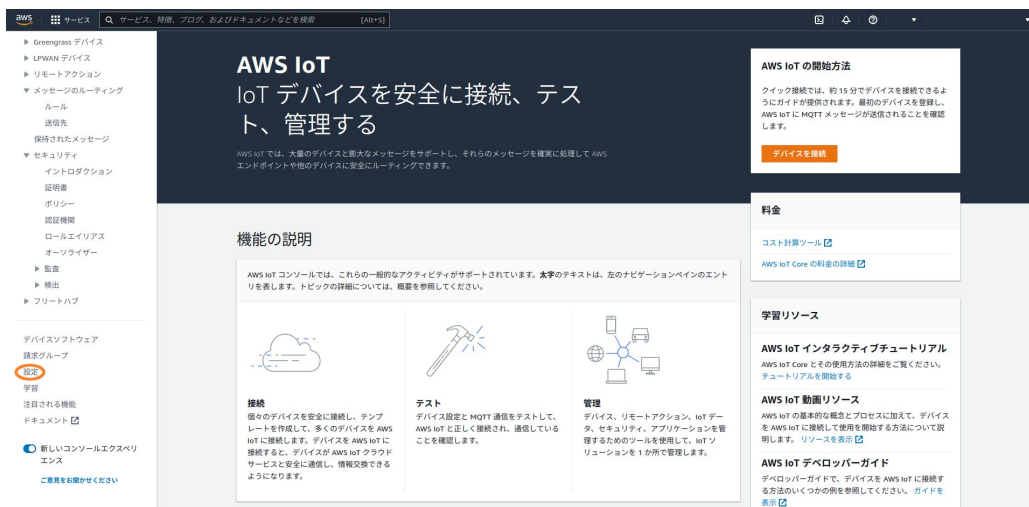 aws
サービス
サービス、特徴、ブログ、およびドキュメントなどを検索
[Alt+S]
Greengrass デバイス
LPWAN デバイス
リモートアクション
メッセージのルーティング
ルール
送信先
保持されたメッセージ
セキュリティ
イントロダクション
証明書
ポリシー
認証機関
ロールエイリアス
オーソライザー
監査
検出
フリートハブ
デバイスソフトウェア
請求グループ
設定
学習
注目される機能
ドキュメント
新しいコンソールエクスペリ
エンス
ご意見をお聞かせください
AWS IoT
IoT デバイスを安全に接続、テス
ト、管理する
AWS IoT では、大量のデバイスと膨大なメッセージをサポートし、それらのメッセージを確実に処理して AWS
エンドポイントや他のデバイスに安全にルーティングできます。
機能の説明
AWS IoT コンソールでは、これらの一般的なアクティビティがサポートされています。太字のテキストは、左のナビゲーションペインのエント
リを表します。トピックの詳細については、概要を参照してください。
接続
個々のデバイスを安全に接続し、テンプ
レートを作成して、多くのデバイスを AWS
IoT に接続します。デバイスを AWS IoT に
接続すると、デバイスが AWS IoT クラウド
サービスと安全に通信し、情報交換できる
ようになります。
テスト
デバイス設定と MQTT 通信をテストして、
AWS IoT と正しく接続され、通信している
ことを確認します。
管理
デバイス、リモートアクション、IoT デー
タ、セキュリティ、アプリケーションを管
理するためのツールを使用して、IoT ソ
リューションを 1 か所で管理します。
AWS IoT の開始方法
クイック接続では、約 15 分でデバイスを接続できるよ
うにガイドが提供されます。最初のデバイスを登録し、
AWS IoT に MQTT メッセージが送信されることを確認
します。
デバイスを接続
料金
コスト計算ツール
AWS IoT Core の料金の詳細
学習リソース
AWS IoT インタラクティブチュートリアル
AWS IoT Core とその使用方法の詳細をご覧ください。
チュートリアルを開始する
AWS IoT 動画リソース
AWS IoT の基本的な概念とプロセスに加えて、デバイス
を AWS IoT に接続して使用を開始する方法について説
明します。 リソースを表示
AWS IoT デベロッパーガイド
デベロッパーガイドで、デバイスを AWS IoT に接続す
る方法のいくつかの例を参照してください。 ガイドを
表示